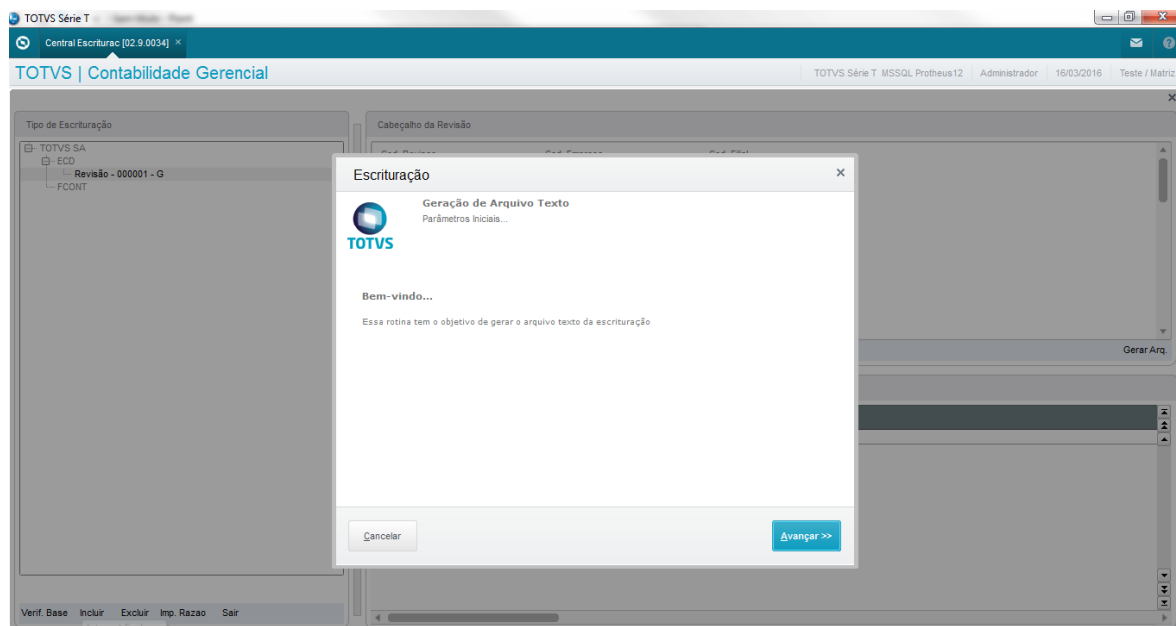 TOTVS Série T
Central Escriturac [02.9.0034] ×
TOTVS | Contabilidade Gerencial
TOTVS Série T MSSQL Protheus12 Administrador 16/03/2016 Teste / Matriz
Tipo de Escrituração
TOTVS SA
ECD
Revisão - 000001 - G
FCONT
Cabeçalho da Revisão
Escrituração
Geração de Arquivo Texto
Parâmetros Iniciais...
TOTVS
Bem-vindo...
Essa rotina tem o objetivo de gerar o arquivo texto da escrituração
Cancelar
Avançar >>
Gerar Arq.
Verif. Base Incluir Excluir Imp. Razao Sair